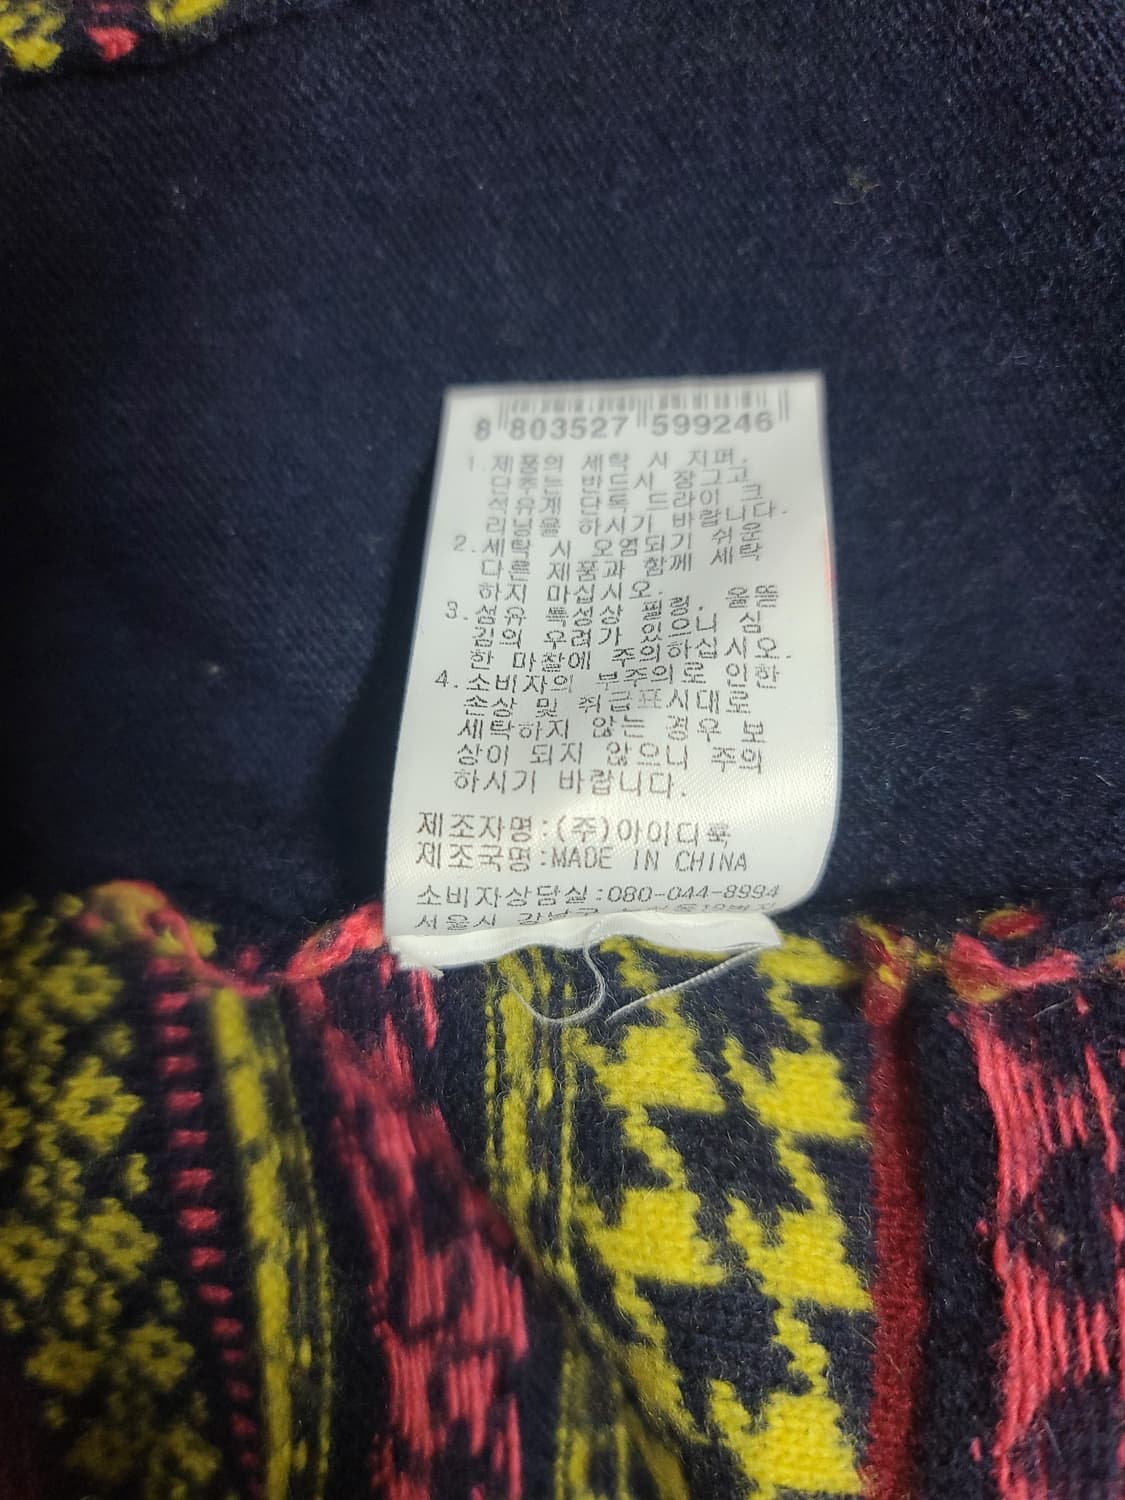 8 803527 599246
1. 제품의 세탁 시 지퍼,
단추는 반드시 장그고
석유계 단독 드라이 크
리닝을 하시기 바랍니다.
2. 세탁 시 오염되기 쉬운
다른 제품과 함께 세탁
하지 마십시오.
3. 섬유 특성상 필링, 올뜯
김의 우려가 있으니 심
한 마찰에 주의하십시오.
4. 소비자의 부주의로 인한
손상 및 취급표시대로
세탁하지 않는 경우 보
상이 되지 않으니 주의
하시기 바랍니다.
제조자명:(주)아이디룩
제조국명:MADE IN CHINA
소비자상담실:080-044-8994
서울시 강남구